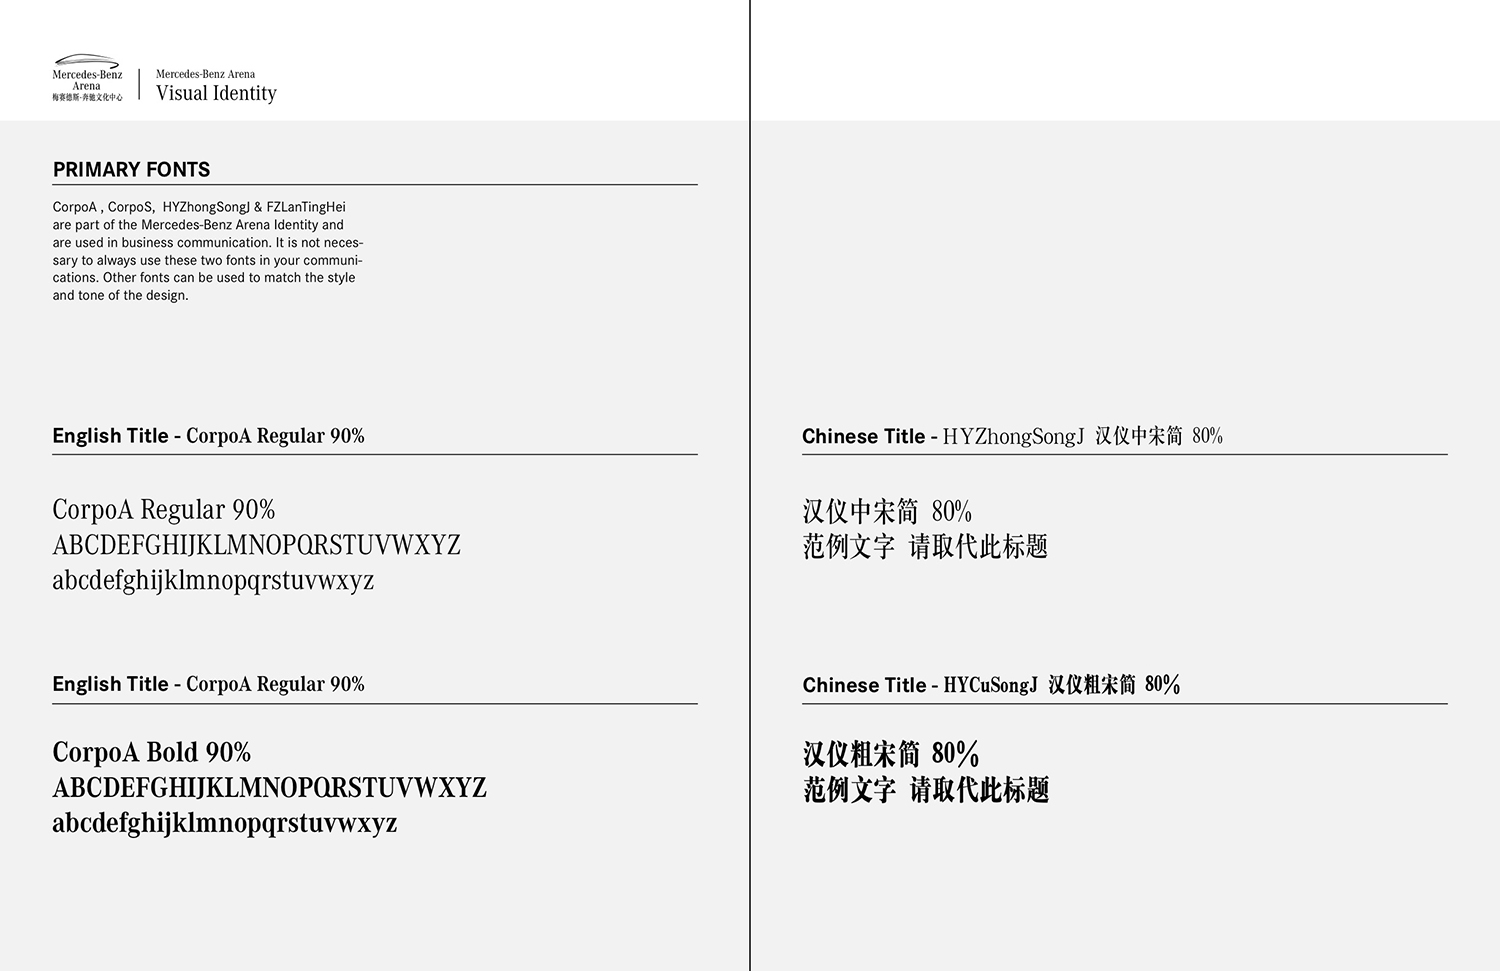 Mercedes-Benz
Arena
梅赛德斯-奔驰文化中心
Mercedes-Benz Arena
Visual Identity
PRIMARY FONTS
CorpoA , CorpoS,  HYZhongSongJ & FZLanTingHei
are part of the Mercedes-Benz Arena Identity and
are used in business communication. It is not neces-
sary to always use these two fonts in your communi-
cations. Other fonts can be used to match the style
and tone of the design.
English Title - CorpoA Regular 90%
CorpoA Regular 90%
ABCDEFGHIJKLMNOPQRSTUVWXYZ
abcdefghijklmnopqrstuvwxyz
English Title - CorpoA Regular 90%
CorpoA Bold 90%
ABCDEFGHIJKLMNOPQRSTUVWXYZ
abcdefghijklmnopqrstuvwxyz
Chinese Title - HYZhongSongJ 汉仪中宋简 80%
汉仪中宋简 80%
范例文字 请取代此标题
Chinese Title - HYCuSongJ 汉仪粗宋简 80%
汉仪粗宋简 80%
范例文字 请取代此标题